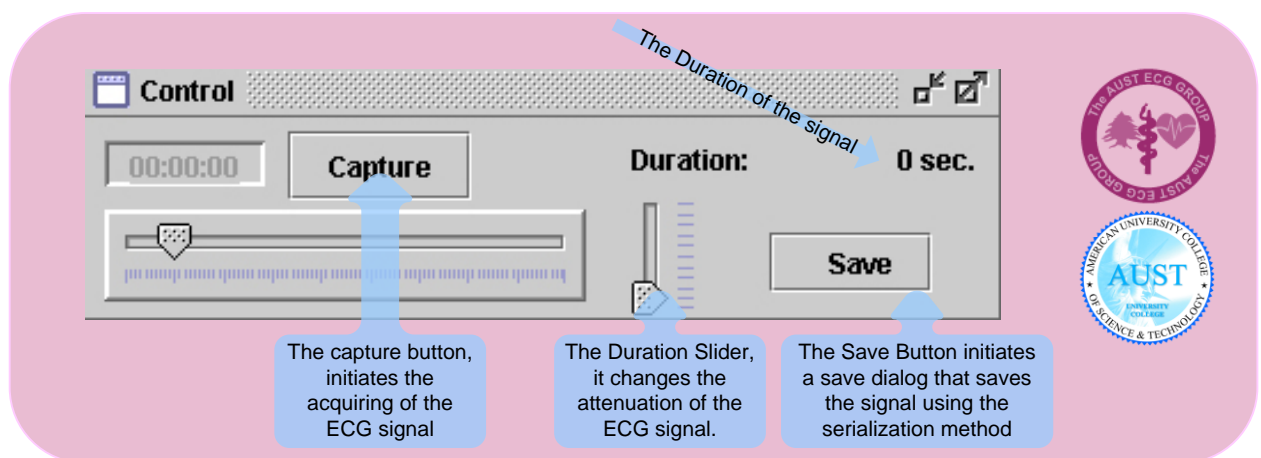 The Duration of the signal
Control
00:00:00
Capture
Duration:
0 sec.
Save
The capture button,
initiates the
acquiring of the
ECG signal
The Duration Slider,
it changes the
attenuation of the
ECG signal.
The Save Button initiates
a save dialog that saves
the signal using the
serialization method
The AUST ECG GROUP
The AUST ECG GROUP
AMERICAN UNIVERSITY COLLEGE
OF SCIENCE & TECHNOLOGY
AUST
UNIVERSITY
COLLEGE